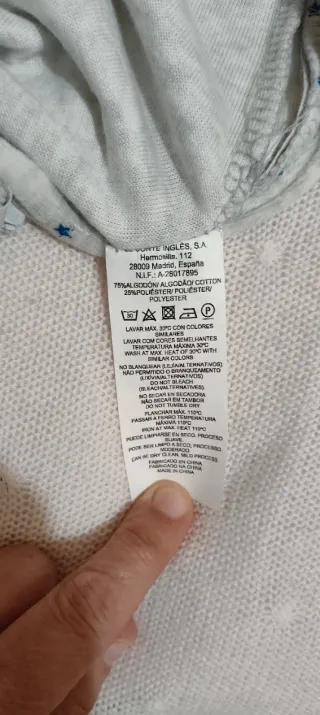 EL CORTE INGLÉS, S.A.
Hermosilla, 112
28009 Madrid, España
N.I.F.: A-28017895
75%ALGODÓN/ ALGODÃO/ COTTON
25%POLIÉSTER/ POLIÉSTER/
POLYESTER
30 P
LAVAR MÁX. 30ºC CON COLORES
SIMILARES
LAVAR COM CORES SEMELHANTES
TEMPERATURA MÁXIMA 30ºC
WASH AT MAX. HEAT OF 30ºC WITH
SIMILAR COLORS
NO BLANQUEAR (LEJÍA/ALTERNATIVOS)
NÃO PERMITIDO O BRANQUEAMENTO
(LIXÍVIA/ALTERNATIVOS)
DO NOT BLEACH
(BLEACH/ALTERNATIVES)
NO SECAR EN SECADORA
NÃO SECAR EM TAMBOR
DO NOT TUMBLE DRY
PLANCHAR MÁX. 110ºC
PASSAR A FERRO TEMPERATURA
MÁXIMA 110ºC
IRON AT MAX. HEAT 110ºC
PUEDE LIMPIARSE EN SECO, PROCESO
SUAVE
PODE SER LIMPO A SECO, PROCESSO
MODERADO
CAN BE DRY CLEAN, MILD PROCESS
FABRICADO EN CHINA
FABRICADO NA CHINA
MADE IN CHINA